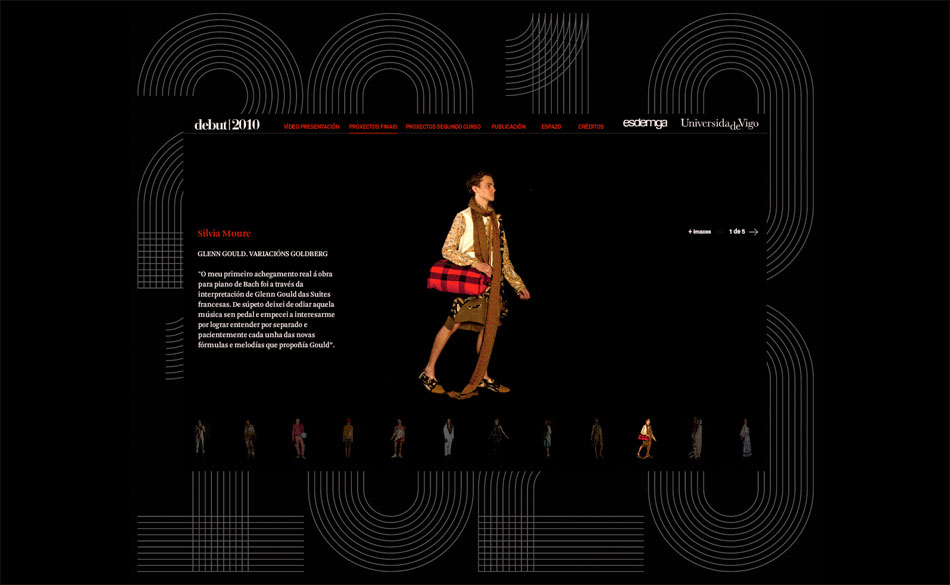 2010
debut|2010
VÍDEO PRESENTACIÓN
PROXECTOS FINAIS
PROXECTOS SEGUNDO CURSO
PUBLICACIÓN
ESPAZO
CRÉDITOS
esdemga
UniversidadeVigo
Silvia Moure
+ imaxes
1 de 5
GLENN GOULD. VARIACIÓNS GOLDBERG
"O meu primeiro achegamento real á obra
para piano de Bach foi a través da
interpretación de Glenn Gould das Suites
francesas. De súpeto deixei de odiar aquela
música sen pedal e empecei a interesarme
por lograr entender por separado e
pacientemente cada unha das novas
fórmulas e melodías que propoñía Gould".